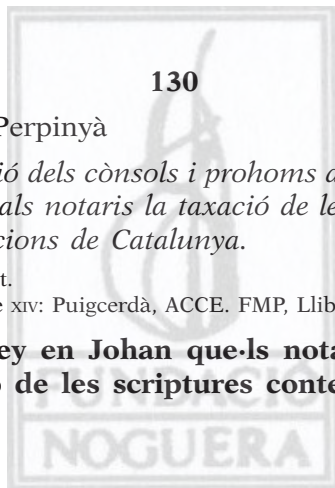 130
Perpinyà
ió dels cònsols i prohoms d
als notaris la taxació de le
cions de Catalunya.
t.
e XIV: Puigcerdà, ACCE. FMP, Llib
ey en Johan que·ls nota
o de les scriptures conte
FUNDACIÓ
NOGUERA